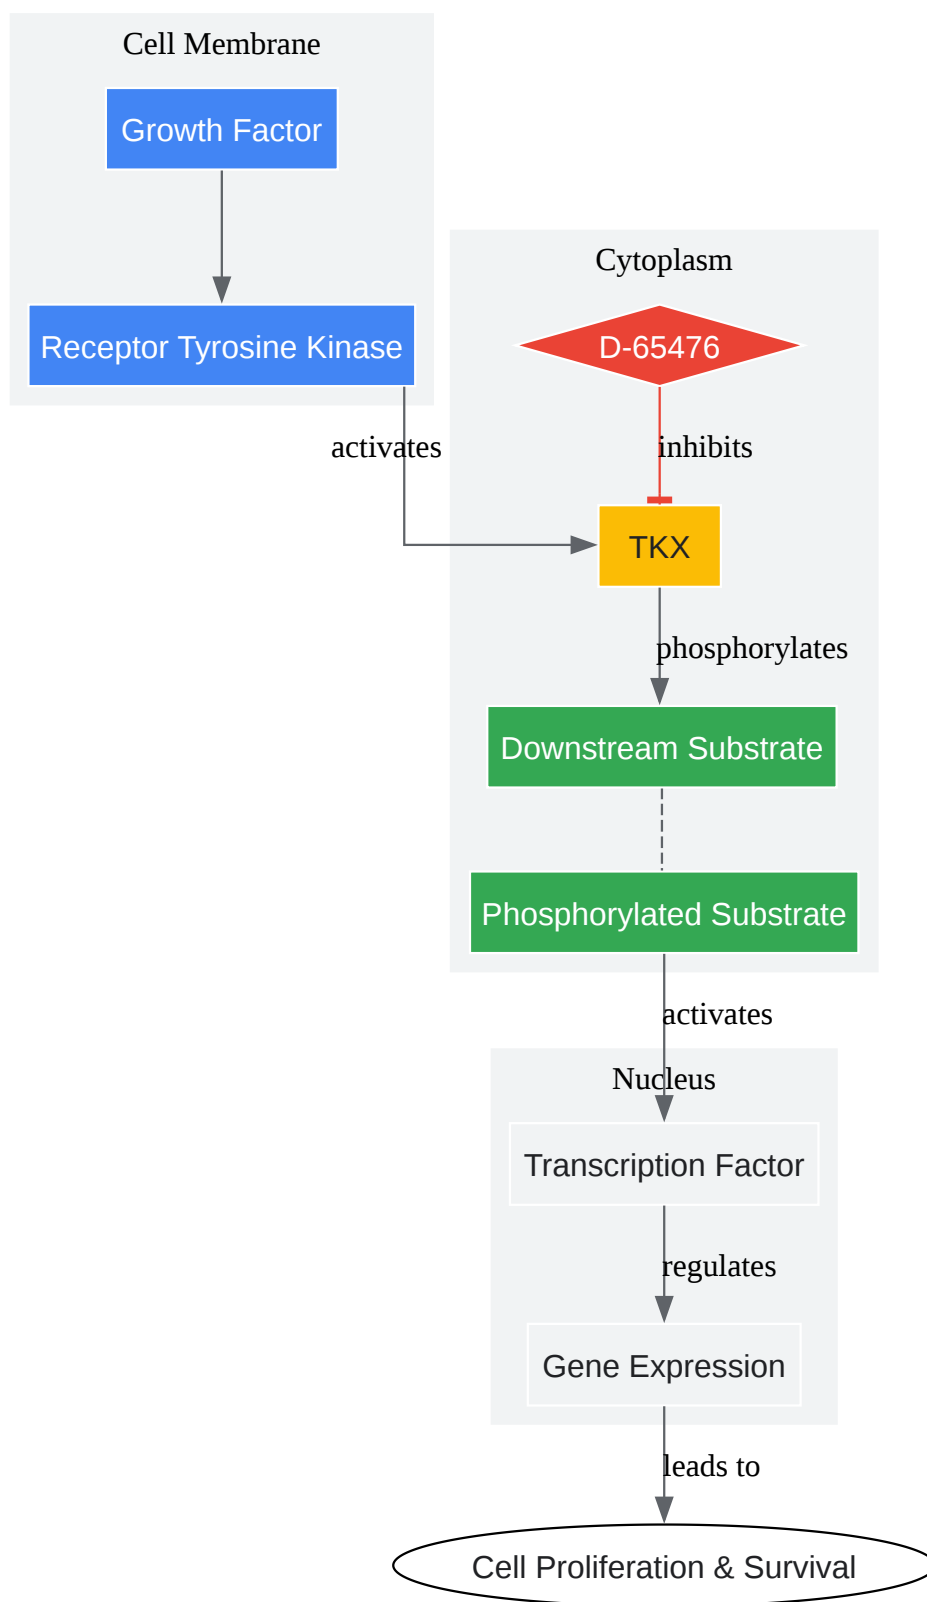 Cell Membrane
Growth Factor
Receptor Tyrosine Kinase
activates
Cytoplasm
D-65476
inhibits
TKX
phosphorylates
Downstream Substrate
Phosphorylated Substrate
activates
Nucleus
Transcription Factor
regulates
Gene Expression
leads to
Cell Proliferation & Survival